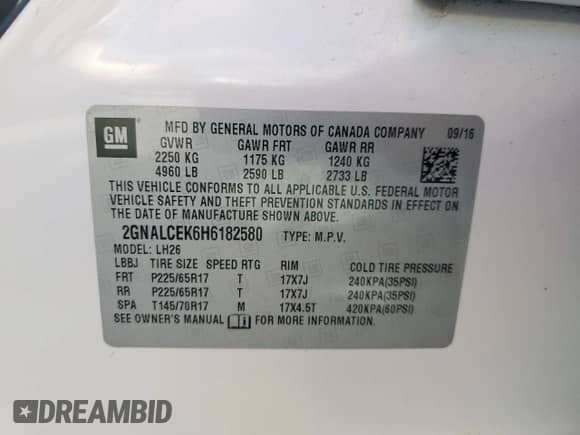 GM
MFD BY GENERAL MOTORS OF CANADA COMPANY 09/16
GVWR GAWR FRT GAWR RR
2250 KG 1175 KG 1240 KG
4960 LB 2590 LB 2733 LB
THIS VEHICLE CONFORMS TO ALL APPLICABLE U.S. FEDERAL MOTOR
VEHICLE SAFETY AND THEFT PREVENTION STANDARDS IN EFFECT ON
THE DATE OF MANUFACTURE SHOWN ABOVE.
2GNALCEK6H6182580 TYPE: M.P.V.
MODEL: LH26
LBBJ TIRE SIZE SPEED RTG RIM COLD TIRE PRESSURE
FRT P225/65R17 T 17X7J 240KPA(35PSI)
RR P225/65R17 T 17X7J 240KPA(35PSI)
SPA T145/70R17 M 17X4.5T 420KPA(60PSI)
SEE OWNER'S MANUAL FOR MORE INFORMATION.
DREAMBID